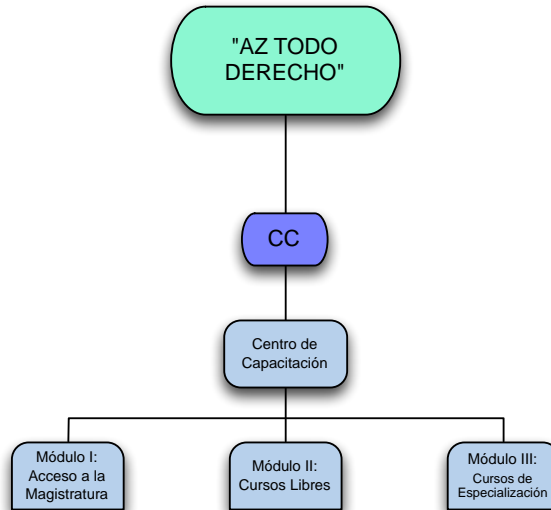 "AZ TODO
DERECHO"
CC
Centro de
Capacitación
Módulo I:
Acceso a la
Magistratura
Módulo II:
Cursos Libres
Módulo III:
Cursos de
Especialización